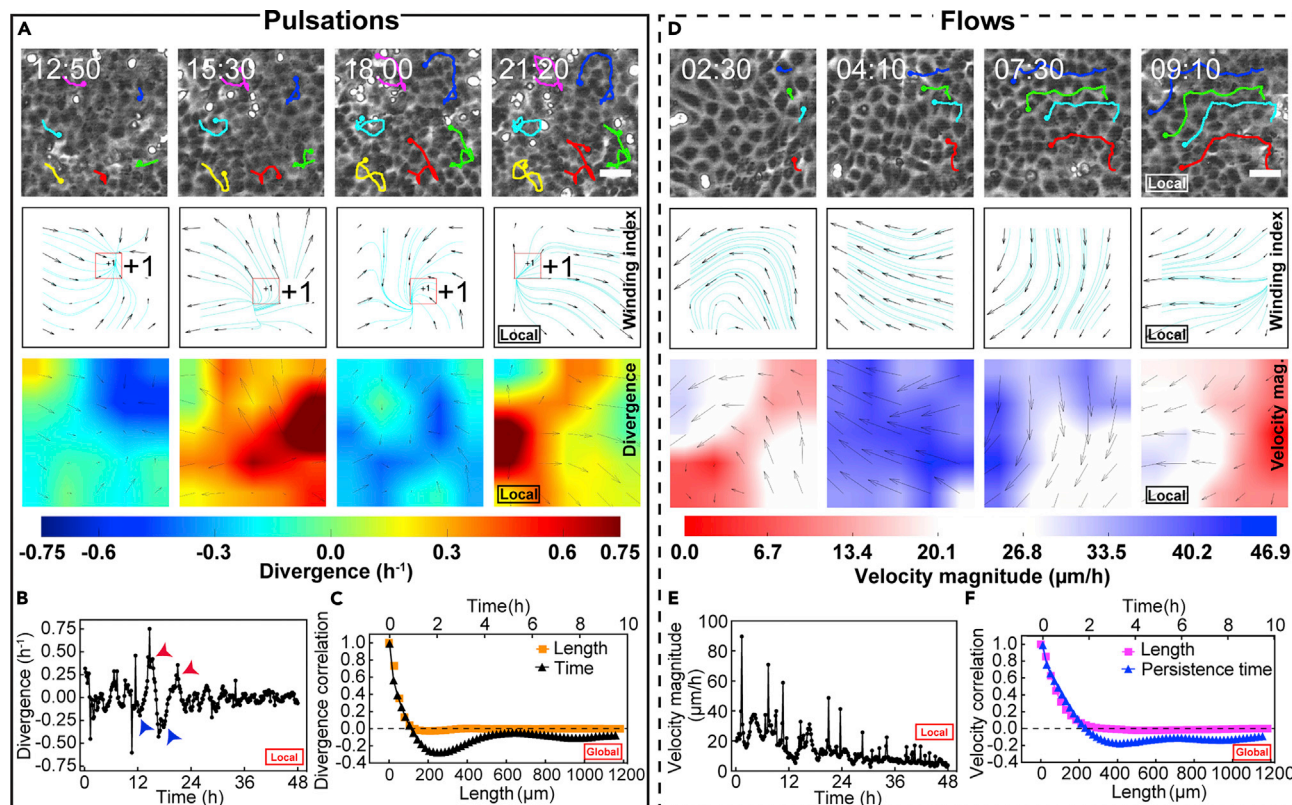 Pulsations
A
12:50
15:30
18:00
21:20
+1
+1
+1
+1
+1
+1
+1
+1
Winding index
Local
Divergence
Local
-0.75
-0.6
-0.3
0.0
0.3
0.6
0.75
Divergence (h-1)
B
0.75
0.50
0.25
0.00
-0.25
-0.50
-0.75
Divergence (h-1)
0
12
24
36
48
Time (h)
Local
C
Time(h)
0
2
4
6
8
10
1.0
0.8
0.6
0.4
0.2
0.0
-0.2
-0.4
Divergence correlation
Length
Time
Global
0
200
400
600
800
1000
1200
Length (µm)
Flows
D
02:30
04:10
07:30
09:10
Local
Winding index
Local
Velocity mag.
Local
0.0
6.7
13.4
20.1
26.8
33.5
40.2
46.9
Velocity magnitude (µm/h)
E
100
80
60
40
20
0
Velocity magnitude
(µm/h)
0
12
24
36
48
Time (h)
Local
F
Time(h)
0
2
4
6
8
10
1.0
0.8
0.6
0.4
0.2
0.0
-0.2
-0.4
Velocity correlation
Length
Persistence time
Global
0
200
400
600
800
1000
1200
Length (µm)